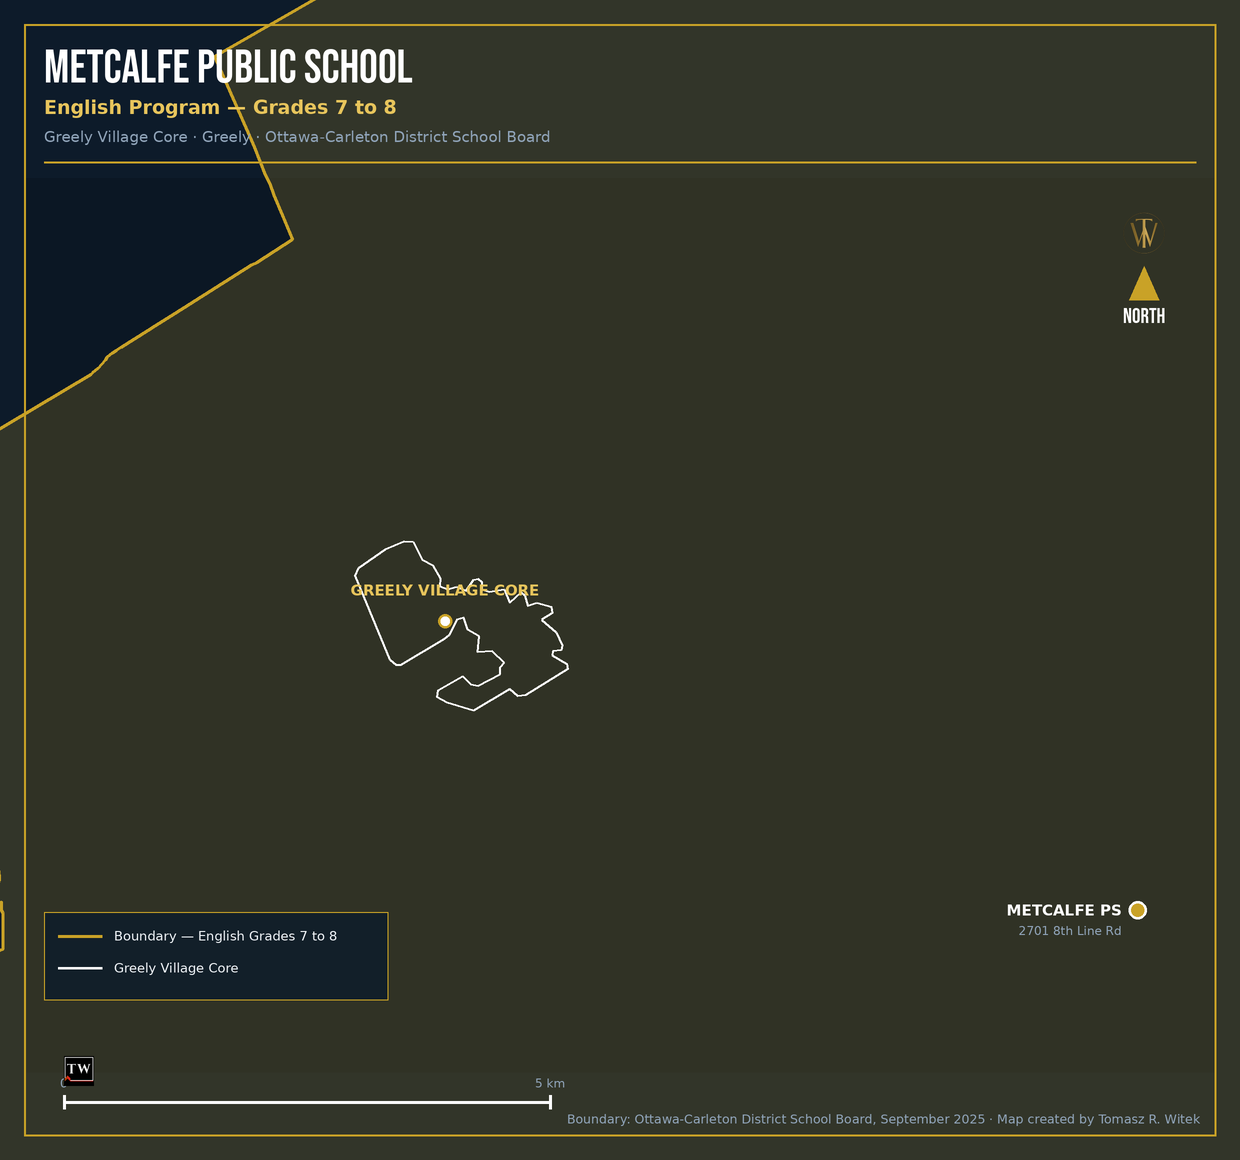 METCALFE PUBLIC SCHOOL
English Program — Grades 7 to 8
Greely Village Core · Greely · Ottawa-Carleton District School Board
TW
NORTH
GREELY VILLAGE CORE
METCALFE PS
2701 8th Line Rd
Boundary — English Grades 7 to 8
Greely Village Core
TW
5 km
Boundary: Ottawa-Carleton District School Board, September 2025 · Map created by Tomasz R. Witek